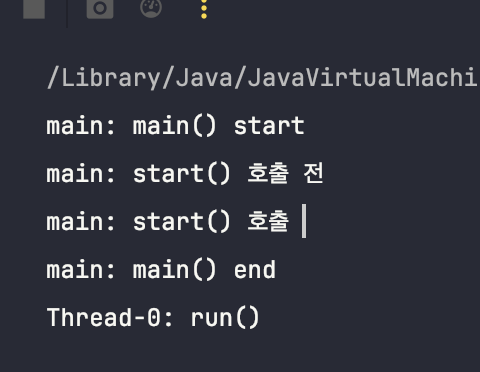 /Library/Java/JavaVirtualMachi
main: main() start
main: start() 호출 전
main: start() 호출
main: main() end
Thread-0: run()